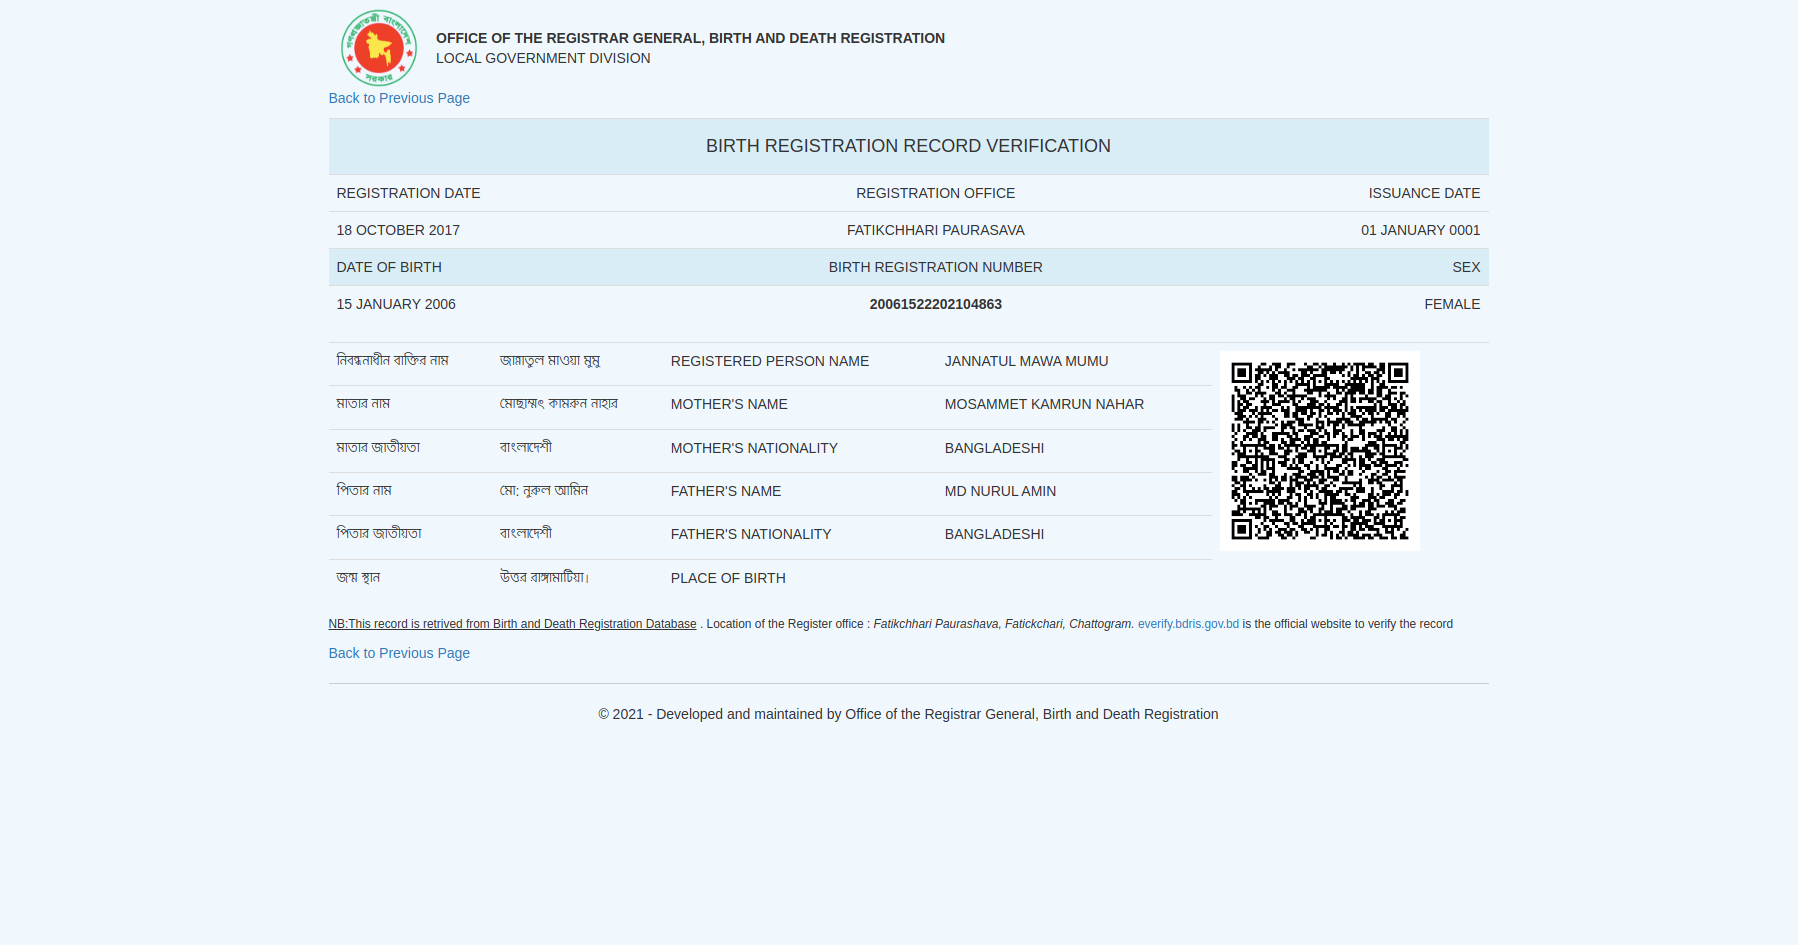 গণপ্রজাতন্ত্রী বাংলাদেশ
সরকার
OFFICE OF THE REGISTRAR GENERAL, BIRTH AND DEATH REGISTRATION
LOCAL GOVERNMENT DIVISION
Back to Previous Page
BIRTH REGISTRATION RECORD VERIFICATION
REGISTRATION DATE REGISTRATION OFFICE ISSUANCE DATE
18 OCTOBER 2017 FATIKCHHARI PAURASAVA 01 JANUARY 0001
DATE OF BIRTH BIRTH REGISTRATION NUMBER SEX
15 JANUARY 2006 20061522202104863 FEMALE
নিবন্ধনাধীন ব্যক্তির নাম জান্নাতুল মাওয়া মুমু REGISTERED PERSON NAME JANNATUL MAWA MUMU
মাতার নাম মোছাম্মৎ কামরুন নাহার MOTHER'S NAME MOSAMMET KAMRUN NAHAR
মাতার জাতীয়তা বাংলাদেশী MOTHER'S NATIONALITY BANGLADESHI
পিতার নাম মো: নুরুল আমিন FATHER'S NAME MD NURUL AMIN
পিতার জাতীয়তা বাংলাদেশী FATHER'S NATIONALITY BANGLADESHI
জন্ম স্থান উত্তর রাঙ্গামাটিয়া। PLACE OF BIRTH
NB:This record is retrived from Birth and Death Registration Database . Location of the Register office : Fatikchhari Paurashava, Fatickchari, Chattogram. everify.bdris.gov.bd is the official website to verify the record
Back to Previous Page
© 2021 - Developed and maintained by Office of the Registrar General, Birth and Death Registration